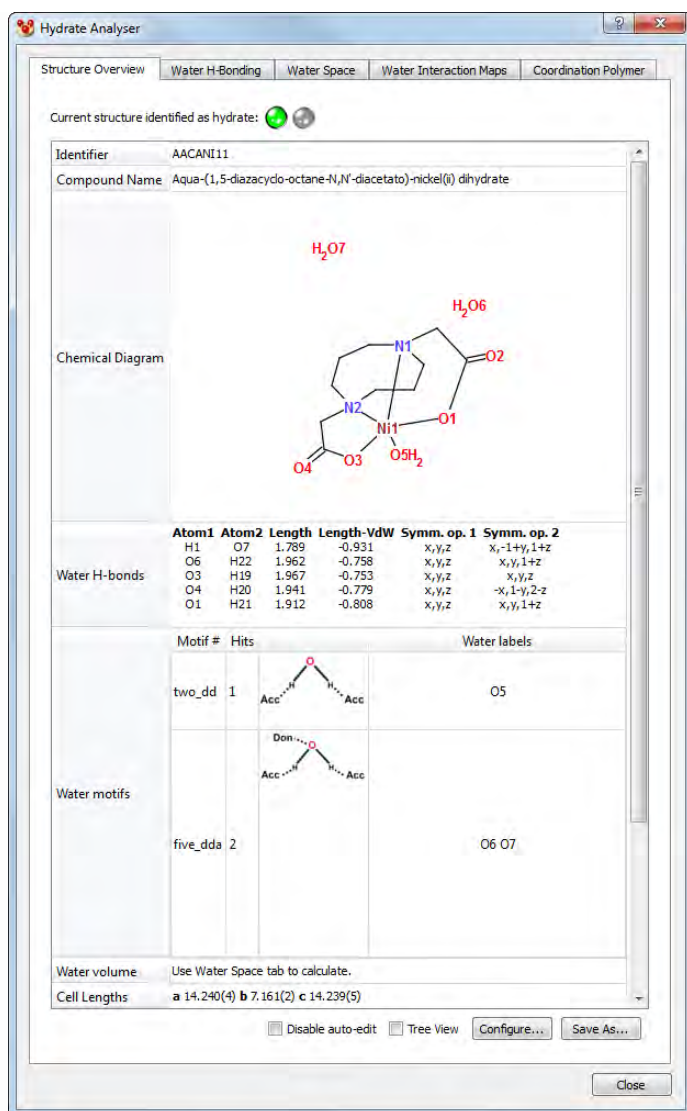 Hydrate Analyser
Structure Overview Water H-Bonding Water Space Water Interaction Maps Coordination Polymer
Current structure identified as hydrate:
Identifier AACANI11
Compound Name Aqua-(1,5-diazacyclo-octane-N,N'-diacetato)-nickel(ii) dihydrate
Chemical Diagram
H2O7
H2O6
N1
O2
N2
Ni1
O1
O4
O3
O5H2
Water H-bonds
Atom1 Atom2 Length Length-VdW Symm. op. 1 Symm. op. 2
H1 O7 1.789 -0.931 x,y,z x,-1+y,1+z
O6 H22 1.962 -0.758 x,y,z x,y,1+z
O3 H19 1.967 -0.753 x,y,z x,y,z
O4 H20 1.941 -0.779 x,y,z -x,1-y,2-z
O1 H21 1.912 -0.808 x,y,z x,y,1+z
Water motifs
Motif # Hits Water labels
O
H H
two_dd 1 Acc Acc O5
Don
O
H H
Acc Acc
five_dda 2 O6 O7
Water volume Use Water Space tab to calculate.
Cell Lengths a 14.240(4) b 7.161(2) c 14.239(5)
Disable auto-edit Tree View Configure... Save As...
Close